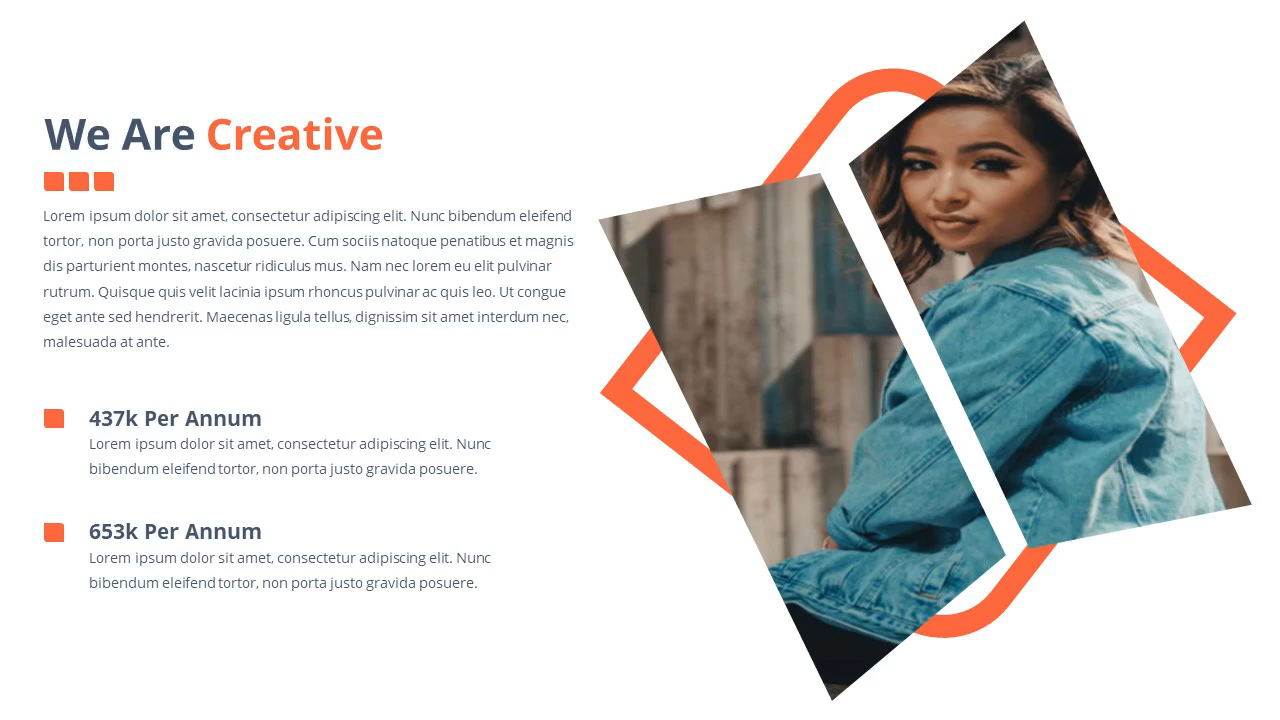 We Are Creative
Lorem ipsum dolor sit amet, consectetur adipiscing elit. Nunc bibendum eleifend
tortor, non porta justo gravida posuere. Cum sociis natoque penatibus et magnis
dis parturient montes, nascetur ridiculus mus. Nam nec lorem eu elit pulvinar
rutrum. Quisque quis velit lacinia ipsum rhoncus pulvinar ac quis leo. Ut congue
eget ante sed hendrerit. Maecenas ligula tellus, dignissim sit amet interdum nec,
malesuada at ante.
437k Per Annum
Lorem ipsum dolor sit amet, consectetur adipiscing elit. Nunc
bibendum eleifend tortor, non porta justo gravida posuere.
653k Per Annum
Lorem ipsum dolor sit amet, consectetur adipiscing elit. Nunc
bibendum eleifend tortor, non porta justo gravida posuere.